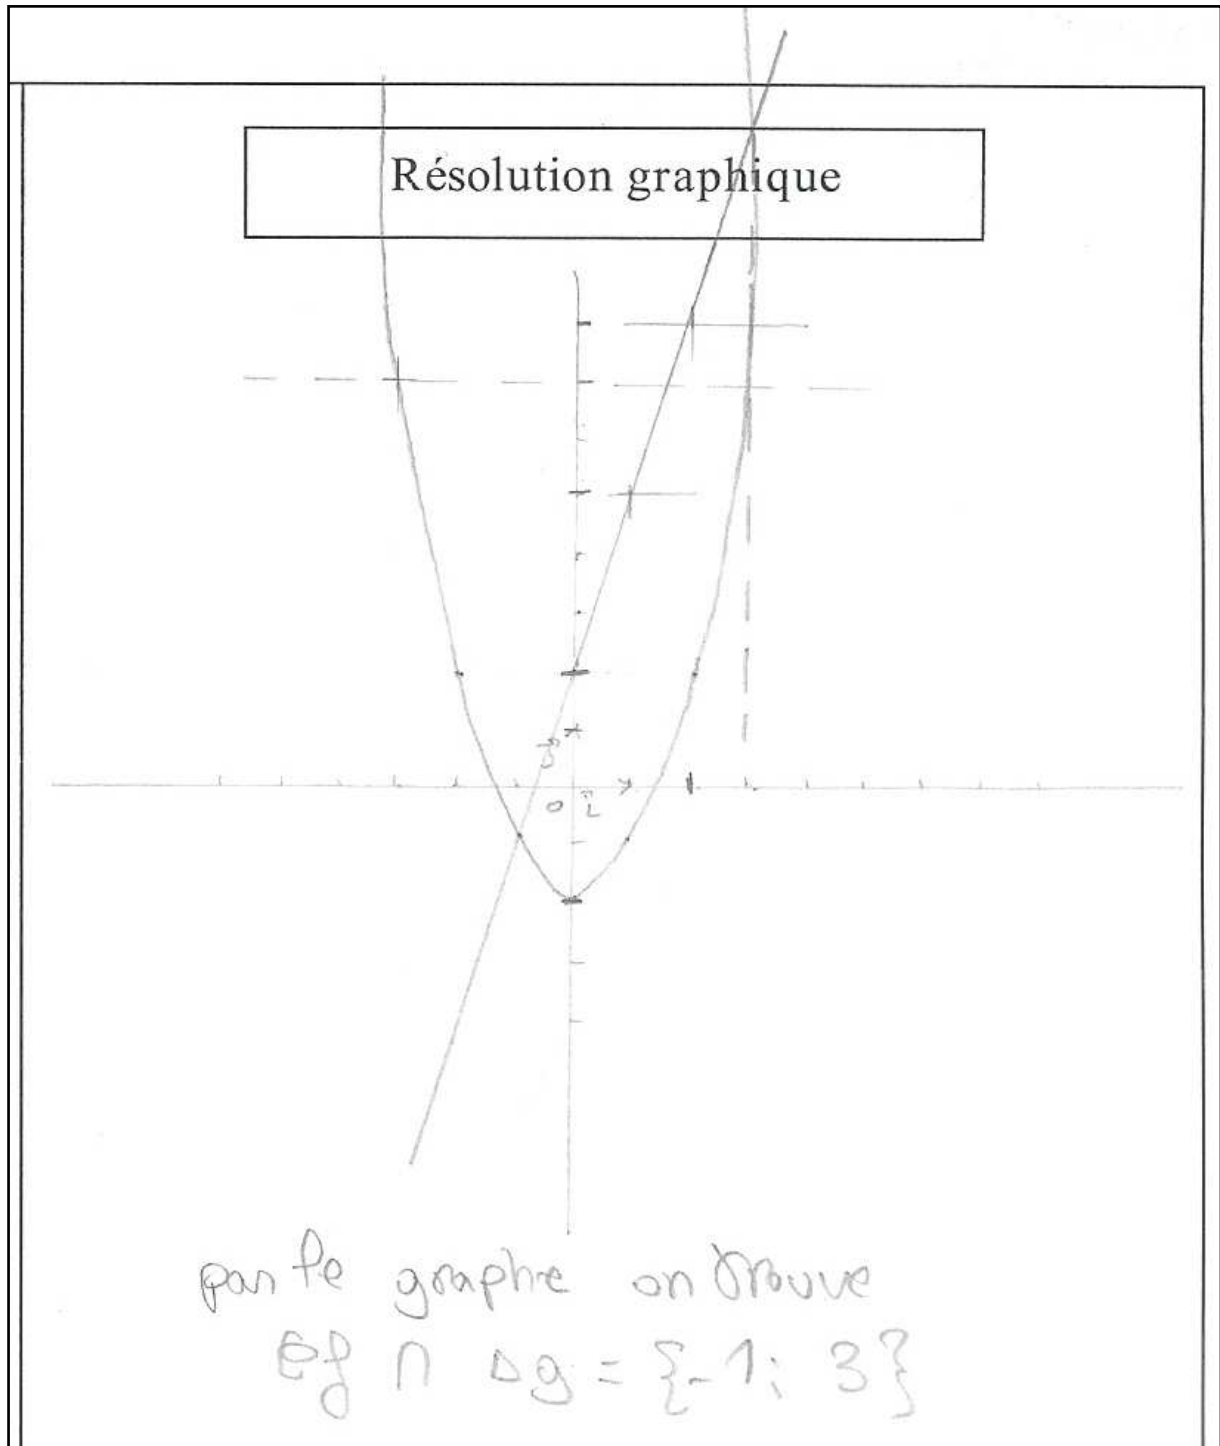 Résolution graphique
O
par le graphe on trouve
Cf ∩ Δg = {-1; 3}